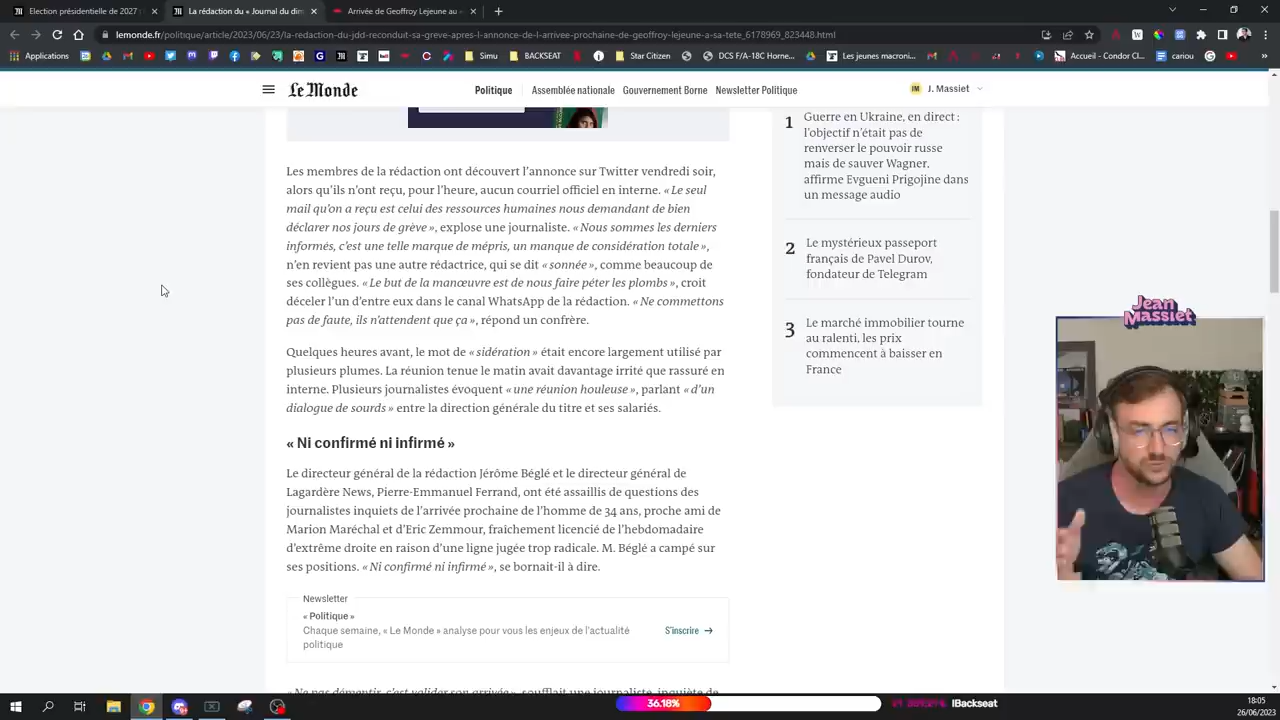 Election présidentielle de 2027
La rédaction du « Journal du dim
Arrivée de Geoffroy Lejeune au «
lemonde.fr/politique/article/2023/06/23/la-redaction-du-jdd-reconduit-sa-greve-apres-l-annonce-de-l-arrivee-prochaine-de-geoffroy-lejeune-a-sa-tete_6178969_823448.html
Applications
Simu
BACKSEAT
Star Citizen
DCS F/A-18C Horne...
Les jeunes macroni...
Accueil - Condor Cl...
cariou
Le Monde
Politique
Assemblée nationale
Gouvernement Borne
Newsletter Politique
JM
J. Massiet
Les membres de la rédaction ont découvert l'annonce sur Twitter vendredi soir,
alors qu'ils n'ont reçu, pour l'heure, aucun courriel officiel en interne. « Le seul
mail qu'on a reçu est celui des ressources humaines nous demandant de bien
déclarer nos jours de grève », explose une journaliste. « Nous sommes les derniers
informés, c'est une telle marque de mépris, un manque de considération totale »,
n'en revient pas une autre rédactrice, qui se dit « sonnée », comme beaucoup de
ses collègues. « Le but de la manœuvre est de nous faire péter les plombs », croit
déceler l'un d'entre eux dans le canal WhatsApp de la rédaction. « Ne commettons
pas de faute, ils n'attendent que ça », répond un confrère.
Quelques heures avant, le mot de « sidération » était encore largement utilisé par
plusieurs plumes. La réunion tenue le matin avait davantage irrité que rassuré en
interne. Plusieurs journalistes évoquent « une réunion houleuse », parlant « d'un
dialogue de sourds » entre la direction générale du titre et ses salariés.
« Ni confirmé ni infirmé »
Le directeur général de la rédaction Jérôme Béglé et le directeur général de
Lagardère News, Pierre-Emmanuel Ferrand, ont été assaillis de questions des
journalistes inquiets de l'arrivée prochaine de l'homme de 34 ans, proche ami de
Marion Maréchal et d'Eric Zemmour, fraîchement licencié de l'hebdomadaire
d'extrême droite en raison d'une ligne jugée trop radicale. M. Béglé a campé sur
ses positions. « Ni confirmé ni infirmé », se bornait-il à dire.
Newsletter
« Politique »
Chaque semaine, « Le Monde » analyse pour vous les enjeux de l'actualité
politique
S'inscrire →
« Ne pas démentir, c'est valider son arrivée », soufflait une journaliste, inquiète de
1
Guerre en Ukraine, en direct :
l'objectif n'était pas de
renverser le pouvoir russe
mais de sauver Wagner,
affirme Evgueni Prigojine dans
un message audio
2
Le mystérieux passeport
français de Pavel Durov,
fondateur de Telegram
3
Le marché immobilier tourne
au ralenti, les prix
commencent à baisser en
France
Jean
Massiet
36.18%
!Backseat
18:05
26/06/2023